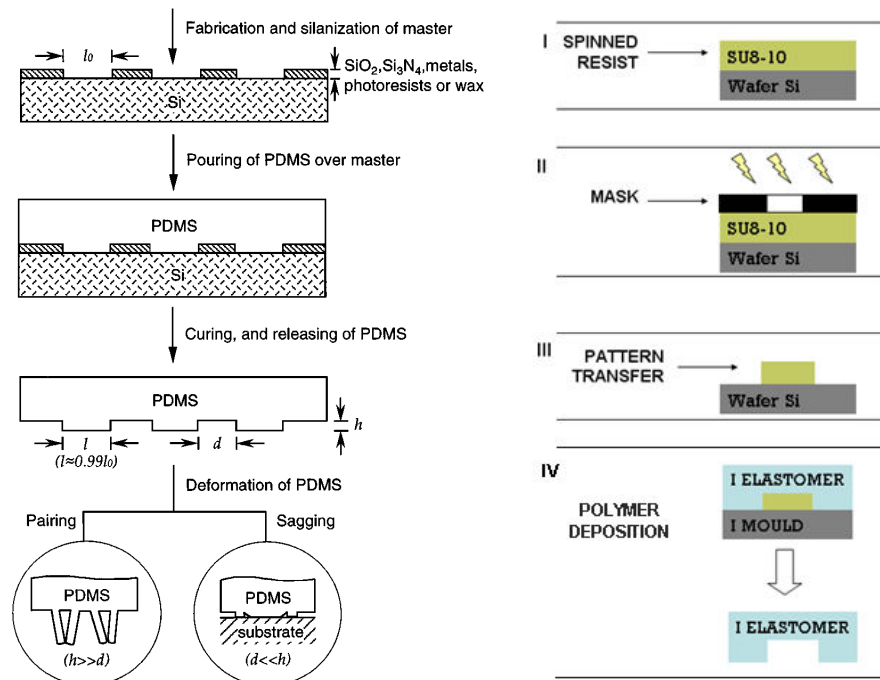 Fabrication and silanization of master
l₀
SiO₂,Si₃N₄,metals,
photoresists or wax
Si
Pouring of PDMS over master
PDMS
Si
Curing, and releasing of PDMS
PDMS
h
l
d
(l≈0.99l₀)
Deformation of PDMS
Pairing
Sagging
PDMS
(h>>d)
PDMS
substrate
(d<<h)
I
SPINNED
RESIST
SU8-10
Wafer Si
II
MASK
SU8-10
Wafer Si
III
PATTERN
TRANSFER
Wafer Si
IV
POLYMER
DEPOSITION
I ELASTOMER
I MOULD
I ELASTOMER